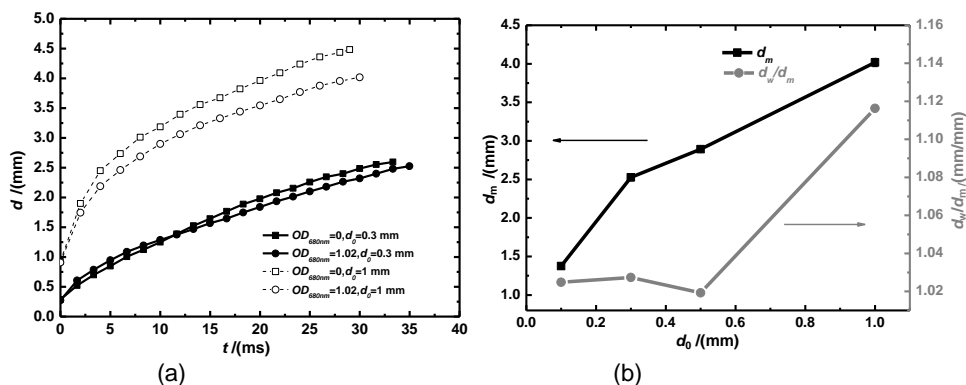 5.0
4.5
4.0
3.5
3.0
2.5
2.0
1.5
1.0
0.5
0.0
d /(mm)
OD680nm=0,d0=0.3 mm
OD680nm=1.02,d0=0.3 mm
OD680nm=0,d0=1 mm
OD680nm=1.02,d0=1 mm
0 5 10 15 20 25 30 35 40
t /(ms)
(a)
4.5
4.0
3.5
3.0
2.5
2.0
1.5
1.0
dm /(mm)
dm
dw/dm
1.16
1.14
1.12
1.10
1.08
1.06
1.04
1.02
dw/dm /(mm/mm)
0.0 0.2 0.4 0.6 0.8 1.0
d0 /(mm)
(b)